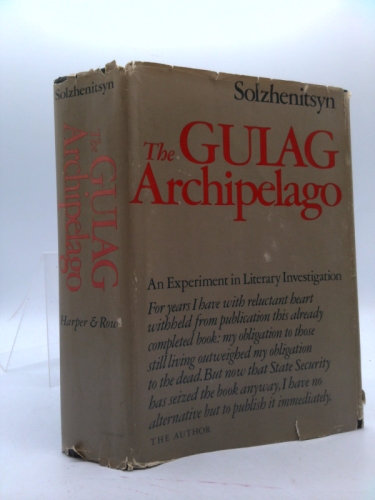 Solzhenitsyn
The GULAG
Archipelago
Harper & Row
Solzhenitsyn
The GULAG
Archipelago
An Experiment in Literary Investigation
For years I have with reluctant heart
withheld from publication this already
completed book: my obligation to those
still living outweighed my obligation
to the dead. But now that State Security
has seized the book anyway, I have no
alternative but to publish it immediately.
THE AUTHOR